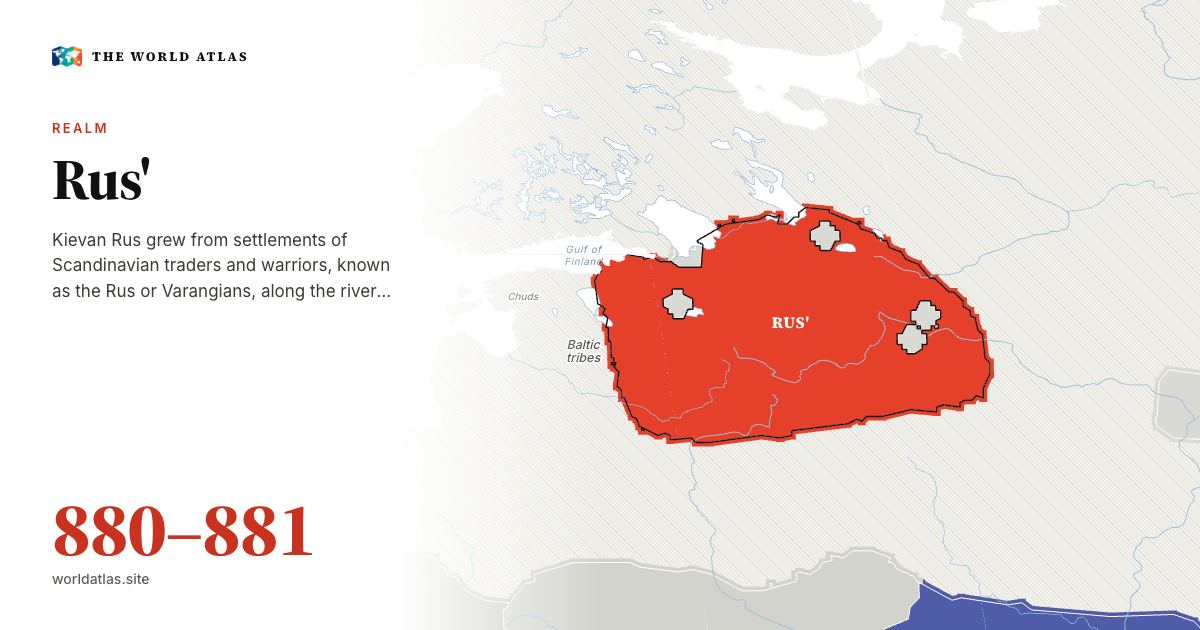 THE WORLD ATLAS
REALM
Rus'
Kievan Rus grew from settlements of
Scandinavian traders and warriors, known
as the Rus or Varangians, along the river...
880–881
worldatlas.site
Gulf of
Finland
Chuds
Baltic
tribes
RUS'